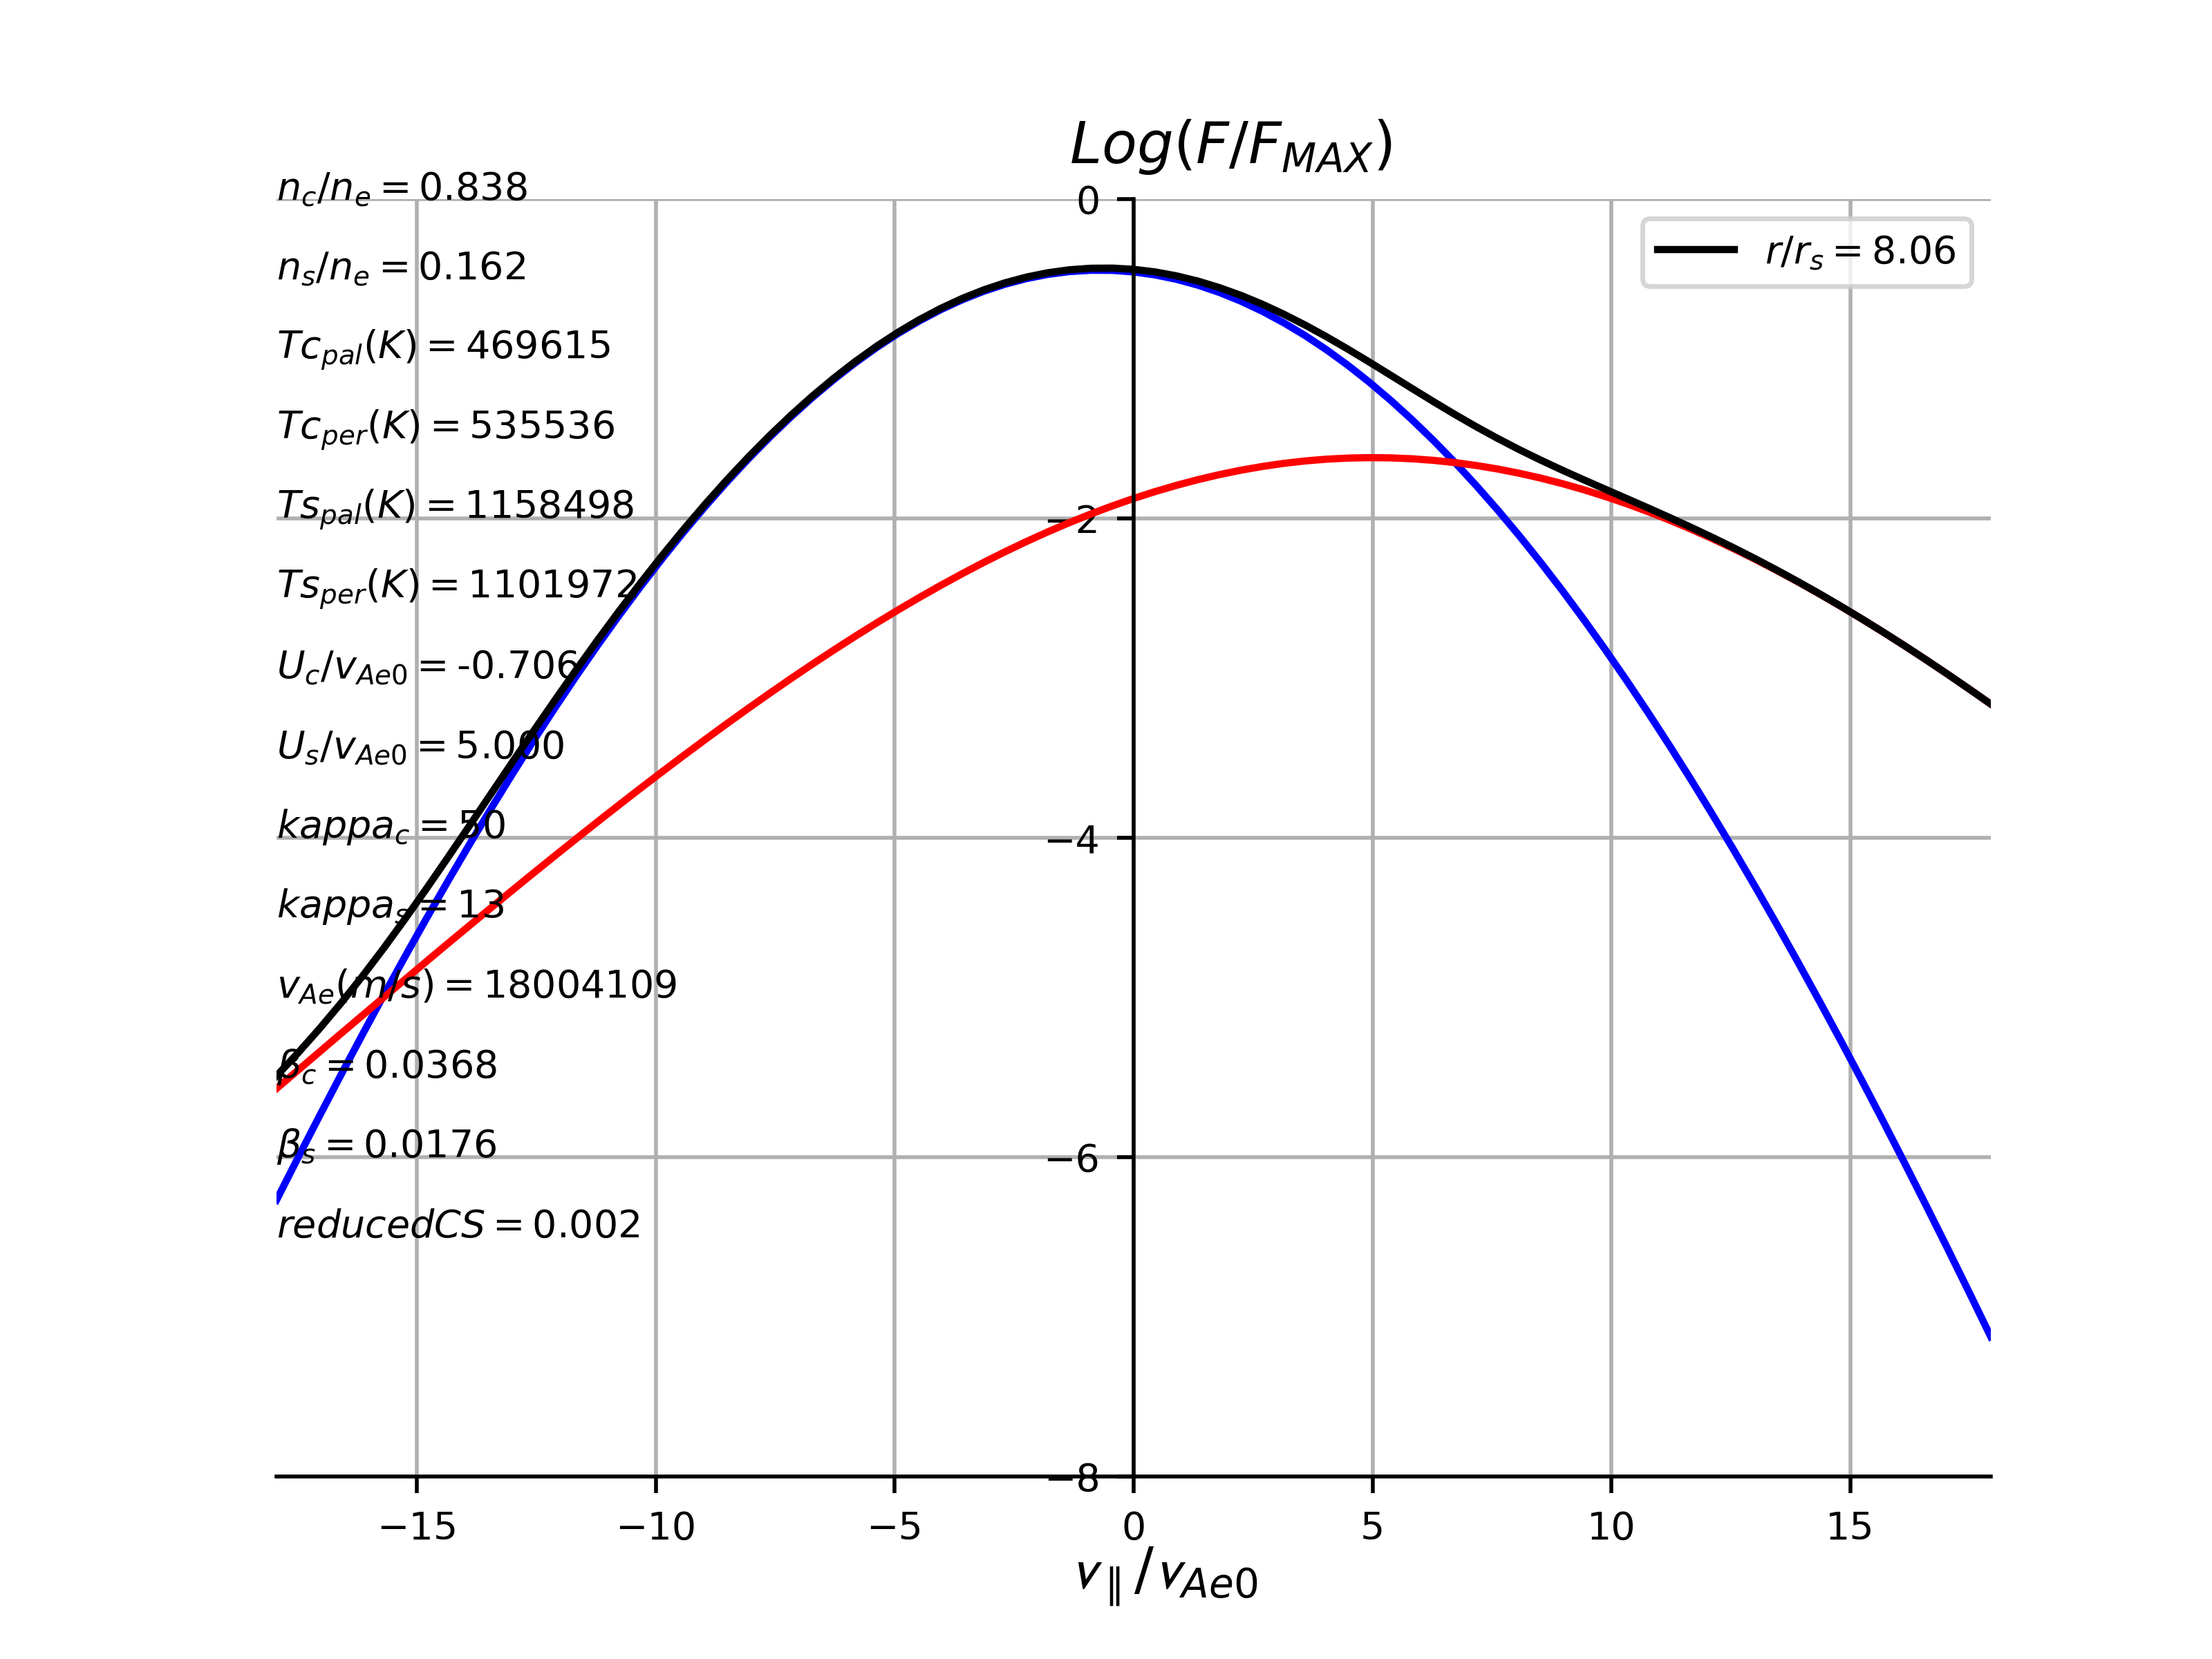 Log(F/F_MAX)
n_c/n_e = 0.838
0
r/r_s = 8.06
n_s/n_e = 0.162
Tc_pal(K) = 469615
Tc_per(K) = 535536
Ts_pal(K) = 1158498
−2
Ts_per(K) = 1101972
U_c/v_Ae0 = -0.706
U_s/v_Ae0 = 5.000
kappa_c = 50
−4
kappa_s = 13
v_Ae(m/s) = 18004109
β_c = 0.0368
β_s = 0.0176
−6
reducedCS = 0.002
−8
−15 −10 −5 0 5 10 15
v_∥/v_Ae0